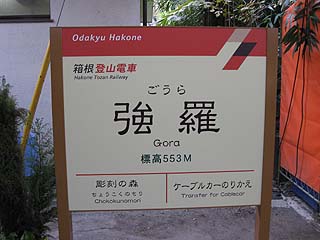 Odakyu Hakone
箱根登山電車
Hakone Tozan Railway
ごうら
強羅
Gora
標高553M
彫刻の森
ちょうこくのもり
Chokokunomori
ケーブルカーのりかえ
Transfer for Cablecar